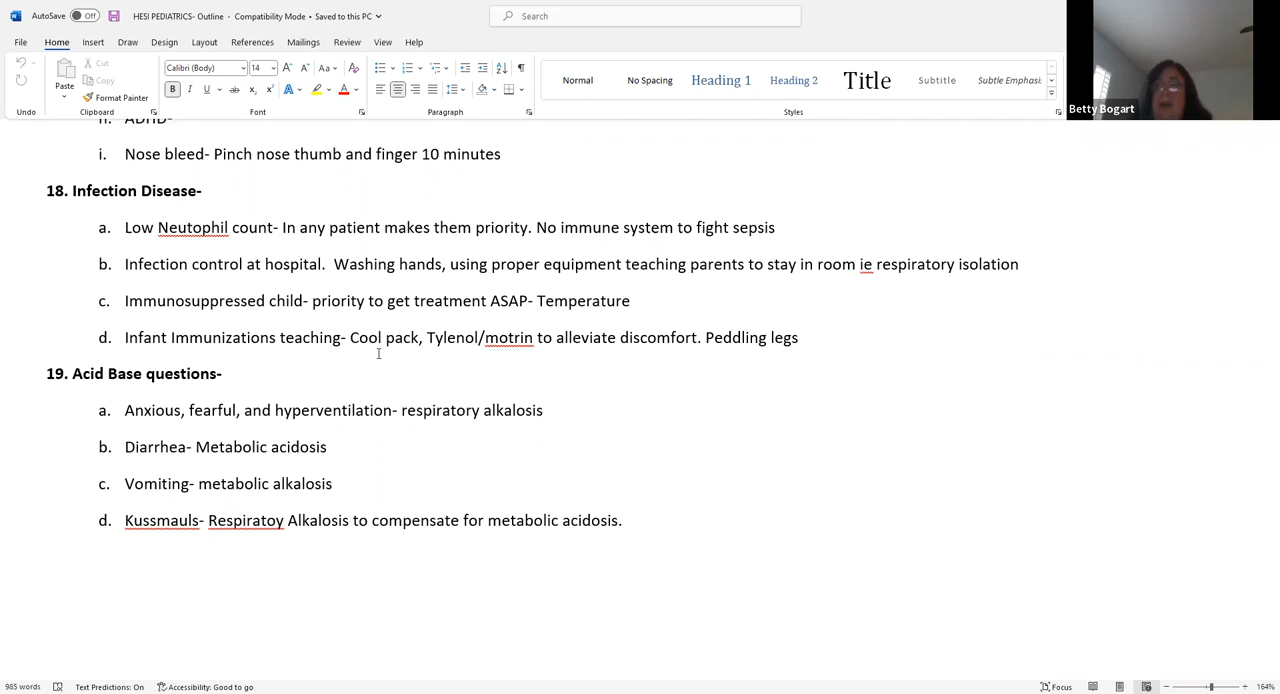 AutoSave Off HESI PEDIATRICS- Outline - Compatibility Mode • Saved to this PC Search
File Home Insert Draw Design Layout References Mailings Review View Help
Cut
Copy
Paste
Format Painter
Calibri (Body) 14
Normal No Spacing Heading 1 Heading 2 Title Subtitle Subtle Emphasi
Undo Clipboard Font Paragraph Styles
Betty Bogart
h. ADHD-
i. Nose bleed- Pinch nose thumb and finger 10 minutes
18. Infection Disease-
a. Low Neutophil count- In any patient makes them priority. No immune system to fight sepsis
b. Infection control at hospital. Washing hands, using proper equipment teaching parents to stay in room ie respiratory isolation
c. Immunosuppressed child- priority to get treatment ASAP- Temperature
d. Infant Immunizations teaching- Cool pack, Tylenol/motrin to alleviate discomfort. Peddling legs
19. Acid Base questions-
a. Anxious, fearful, and hyperventilation- respiratory alkalosis
b. Diarrhea- Metabolic acidosis
c. Vomiting- metabolic alkalosis
d. Kussmauls- Respiratoy Alkalosis to compensate for metabolic acidosis.
985 words Text Predictions: On Accessibility: Good to go Focus 164%